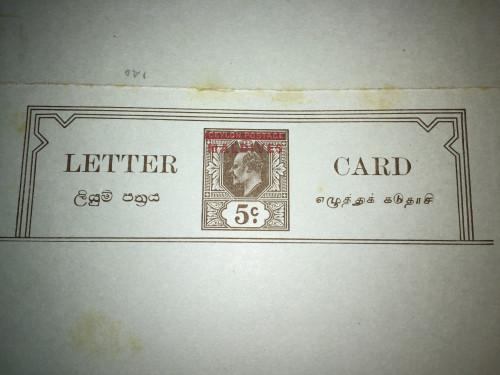 CEYLON POSTAGE
MALDIVES
LETTER CARD
5c.
ලියුම් පත්‍රය
எழுத்துக் கடுதாசி